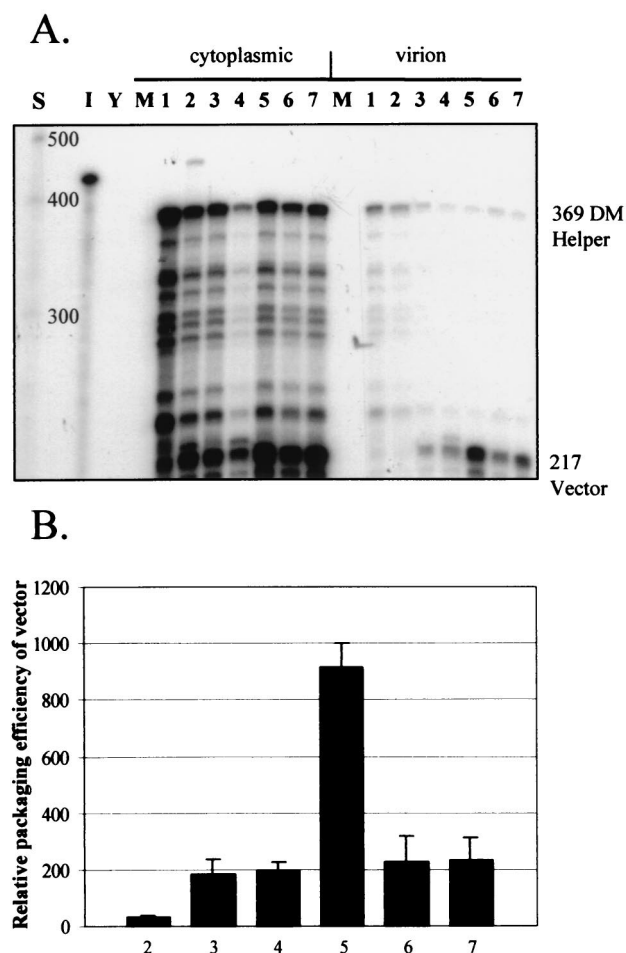 A.
cytoplasmic virion
S I Y M 1 2 3 4 5 6 7 M 1 2 3 4 5 6 7
500
400
300
369 DM
Helper
217
Vector
B.
Relative packaging efficiency of vector
1200
1000
800
600
400
200
0
2 3 4 5 6 7